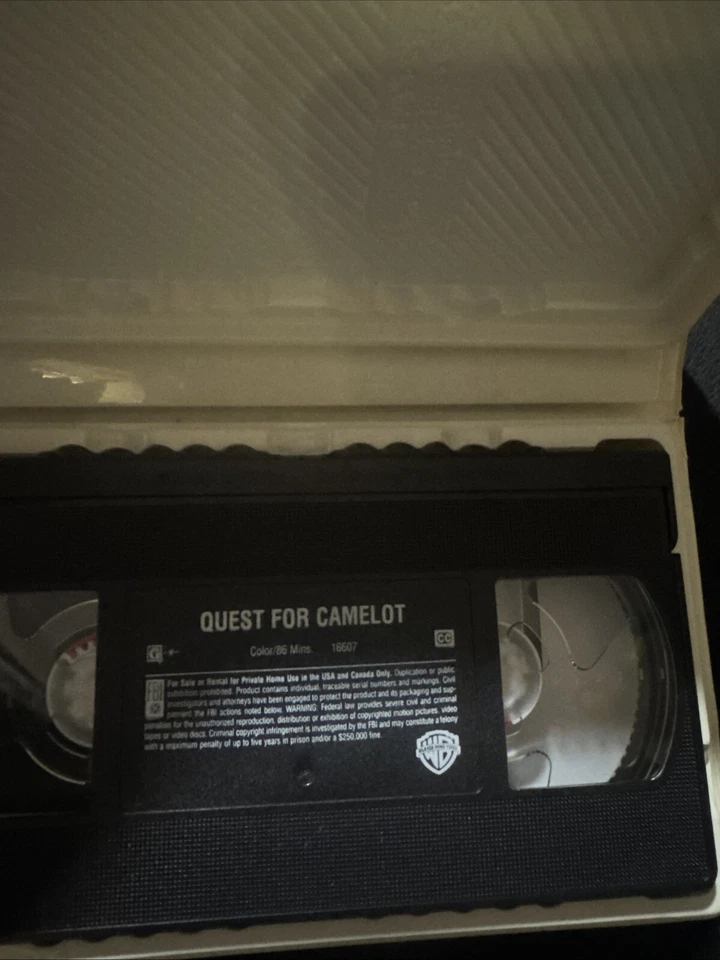 QUEST FOR CAMELOT
Color/86 Mins. 16607
CC
FBI
For Sale or Rental for Private Home Use in the USA and Canada Only. Duplication or public
exhibition prohibited. Product contains individual, traceable serial numbers and markings. Civil
investigators and attorneys have been engaged to protect the product and its packaging and sup-
plement the FBI actions noted below. WARNING: Federal law provides severe civil and criminal
penalties for the unauthorized reproduction, distribution or exhibition of copyrighted motion pictures, video
tapes or video discs. Criminal copyright infringement is investigated by the FBI and may constitute a felony
with a maximum penalty of up to five years in prison and/or a $250,000 fine.
WB